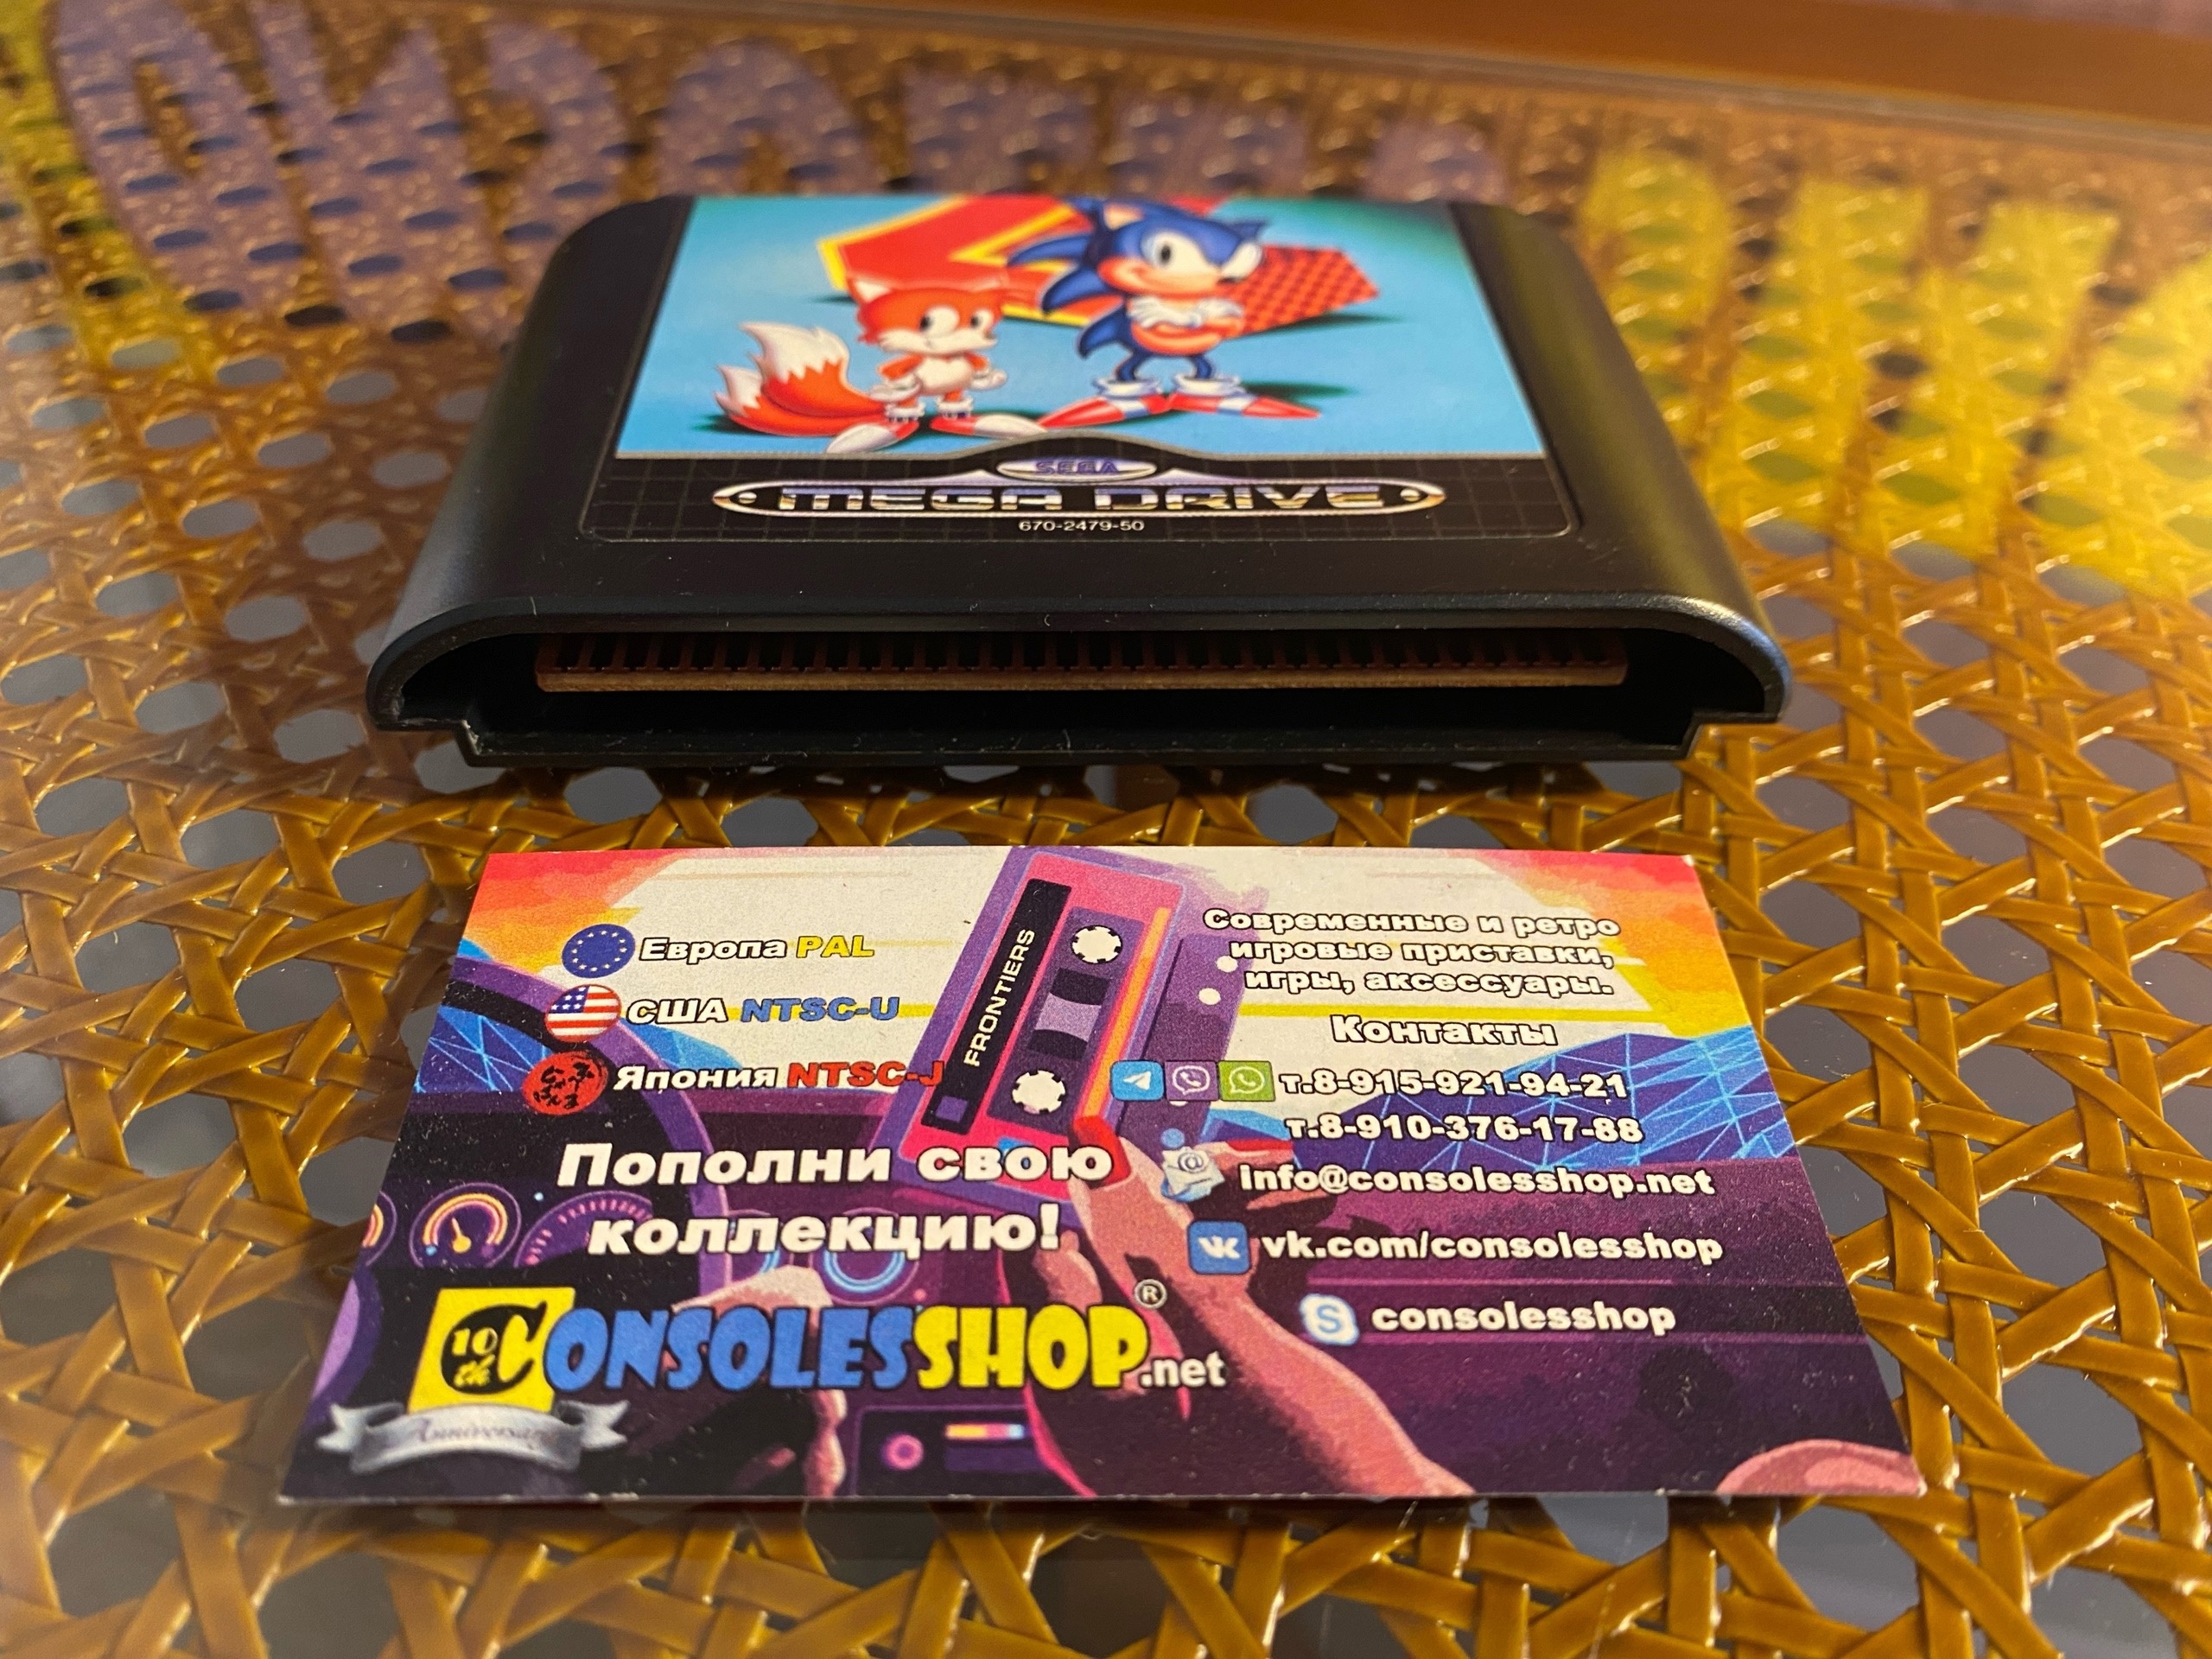 SEGA
MEGA DRIVE
670-2479-50
Европа PAL
США NTSC-U
Япония NTSC-J
Пополни свою
коллекцию!
10th CONSOLESSHOP.net ®
Anniversary
FRONTIERS
Современные и ретро
игровые приставки,
игры, аксессуары.
Контакты
т.8-915-921-94-21
т.8-910-376-17-88
info@consolesshop.net
vk.com/consolesshop
consolesshop